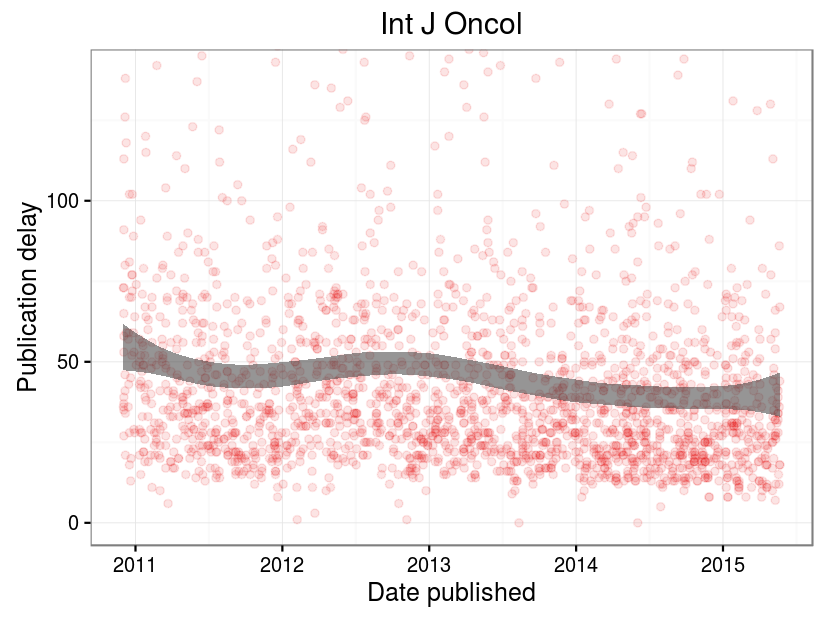 Int J Oncol
Publication delay
100
50
0
2011 2012 2013 2014 2015
Date published